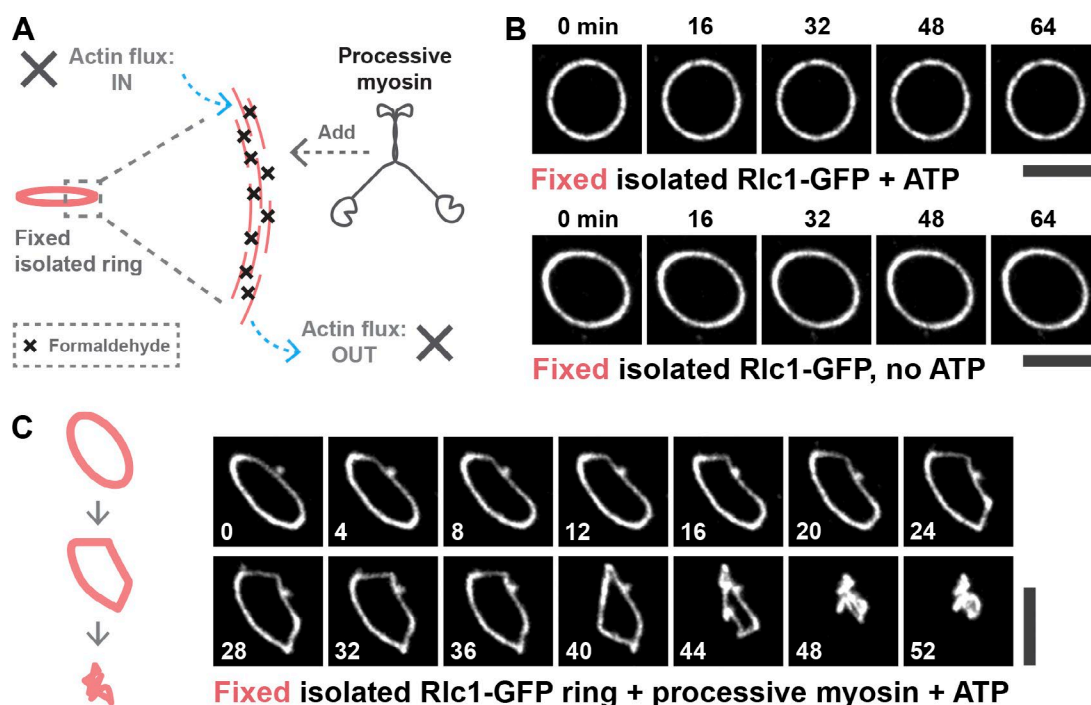 A
Actin flux:
IN
Processive
myosin
Add
Fixed
isolated ring
Formaldehyde
Actin flux:
OUT
B
0 min 16 32 48 64
Fixed isolated Rlc1-GFP + ATP
0 min 16 32 48 64
Fixed isolated Rlc1-GFP, no ATP
C
0 4 8 12 16 20 24
28 32 36 40 44 48 52
Fixed isolated Rlc1-GFP ring + processive myosin + ATP